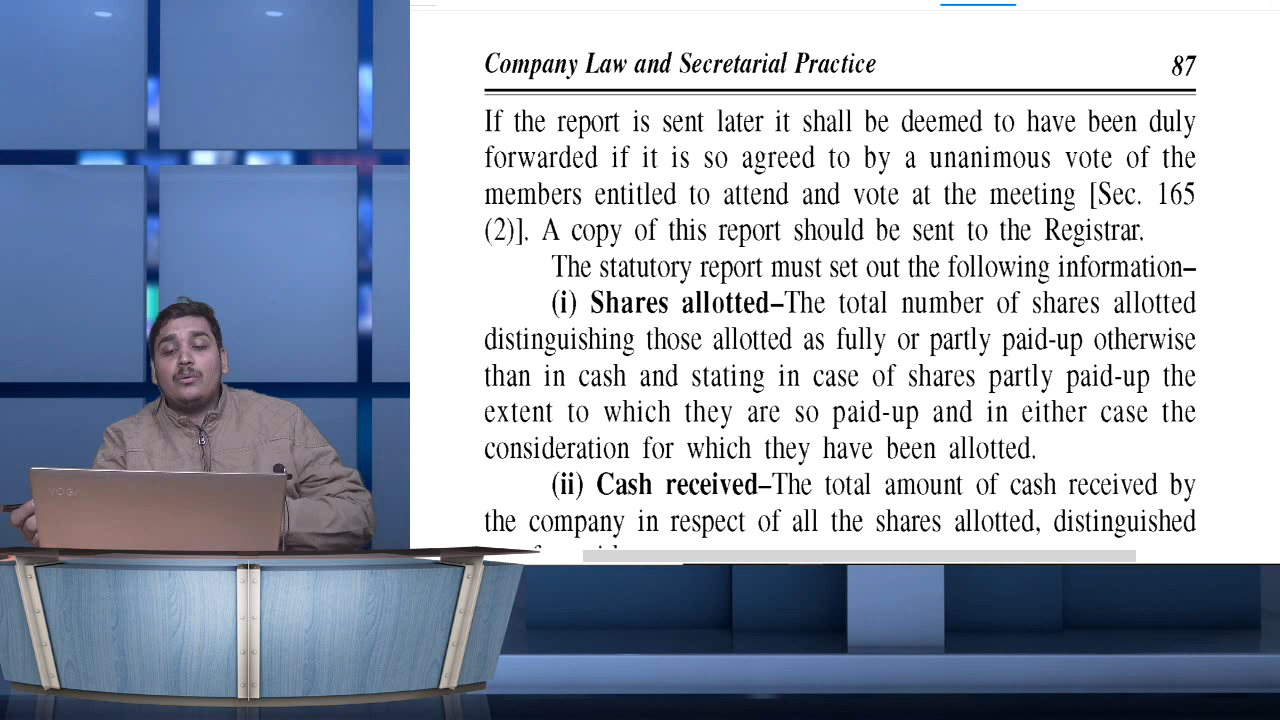 Company Law and Secretarial Practice 87
If the report is sent later it shall be deemed to have been duly
forwarded if it is so agreed to by a unanimous vote of the
members entitled to attend and vote at the meeting [Sec. 165
(2)]. A copy of this report should be sent to the Registrar.
The statutory report must set out the following information–
(i) Shares allotted–The total number of shares allotted
distinguishing those allotted as fully or partly paid-up otherwise
than in cash and stating in case of shares partly paid-up the
extent to which they are so paid-up and in either case the
consideration for which they have been allotted.
(ii) Cash received–The total amount of cash received by
the company in respect of all the shares allotted, distinguished
YOGA